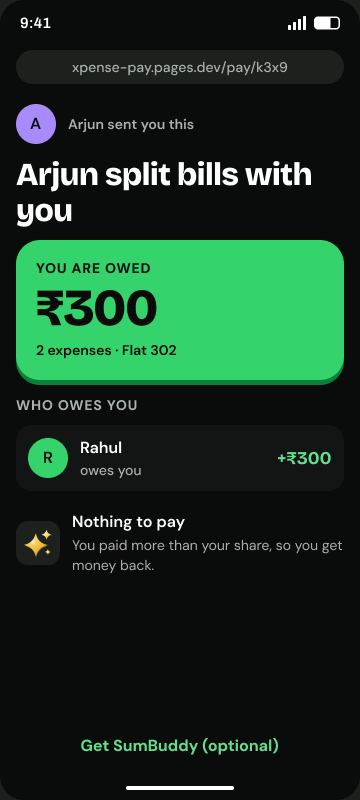 9:41
xpense-pay.pages.dev/pay/k3x9
A
Arjun sent you this
Arjun split bills with
you
YOU ARE OWED
₹300
2 expenses · Flat 302
WHO OWES YOU
R
Rahul
owes you
+₹300
Nothing to pay
You paid more than your share, so you get
money back.
Get SumBuddy (optional)